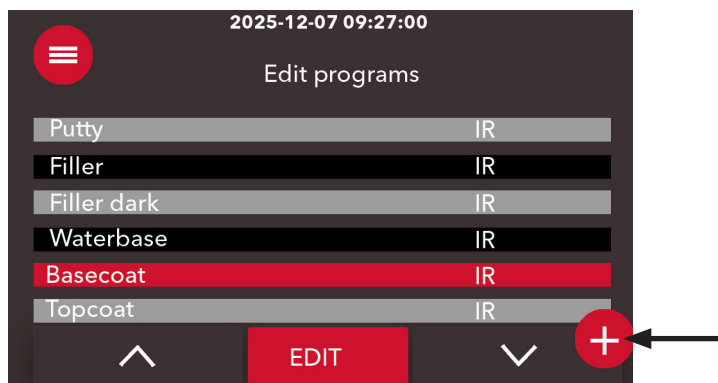 2025-12-07 09:27:00
Edit programs
Putty IR
Filler IR
Filler dark IR
Waterbase IR
Basecoat IR
Topcoat IR
EDIT
+